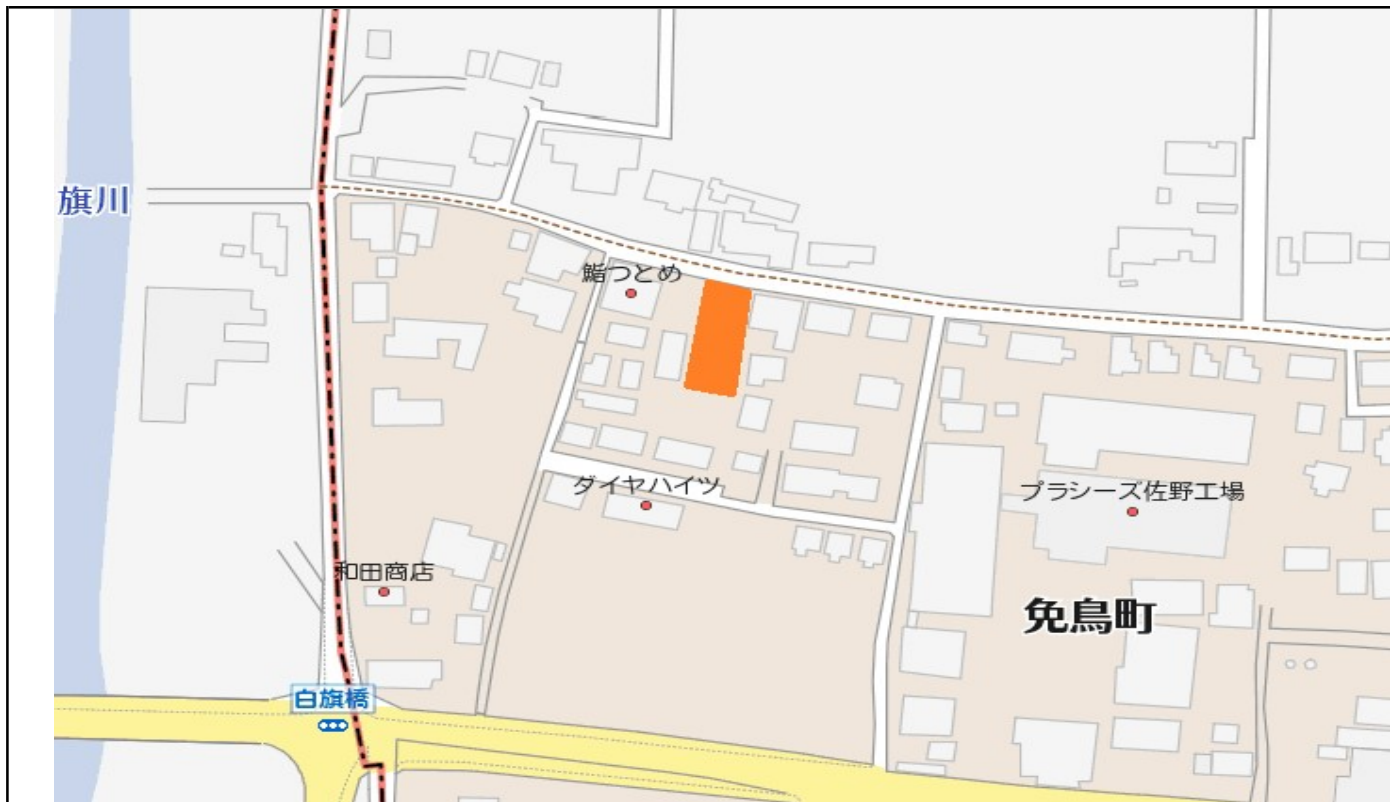 旗川
鮨つとめ
ダイヤハイツ
プラシーズ佐野工場
和田商店
免鳥町
白旗橋